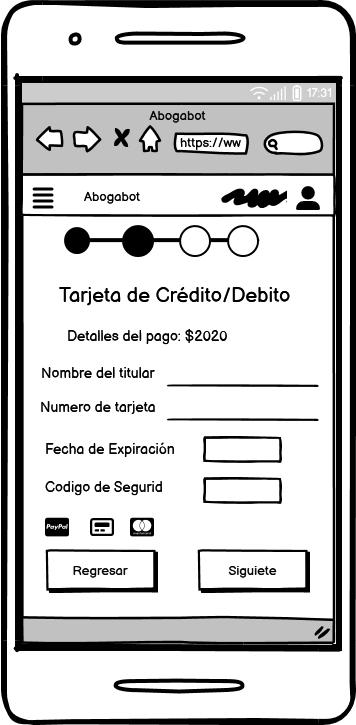 17:31
Abogabot
https://ww
Abogabot
Tarjeta de Crédito/Debito
Detalles del pago: $2020
Nombre del titular
Numero de tarjeta
Fecha de Expiración
Codigo de Segurid
PayPal
mastercard
Regresar
Siguiete